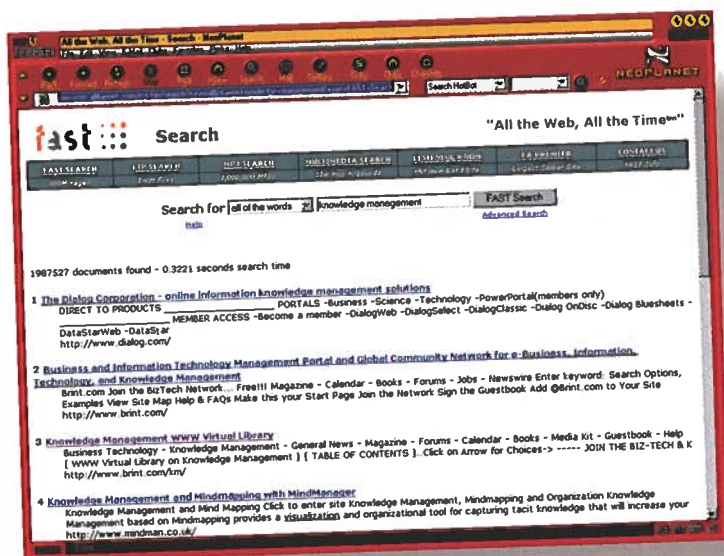 All the Web, All the Time - Search - NeoPlanet
Search HotBot
NEOPLANET
fast Search
"All the Web, All the Time℠"
FAST SEARCH FTP SEARCH MP3 SEARCH MULTIMEDIA SEARCH LISTENING ROOM CONTACT US
Search for all of the words knowledge management FAST Search
Help Advanced Search
1987527 documents found - 0.3221 seconds search time
1 The Dialog Corporation - online information knowledge management solutions
DIRECT TO PRODUCTS ____________________ PORTALS -Business -Science -Technology -PowerPortal(members only)
____________________ MEMBER ACCESS -Become a member -DialogWeb -DialogSelect -DialogClassic -Dialog OnDisc -Dialog Bluesheets -
DataStarWeb -DataStar
http://www.dialog.com/
2 Business and Information Technology Management Portal and Global Community Network for e-Business, Information,
Technology, and Knowledge Management
Brint.com Join the BizTech Network... Free!!! Magazine - Calendar - Books - Forums - Jobs - Newswire Enter keyword: Search Options,
Examples View Site Map Help & FAQs Make this your Start Page Join the Network Sign the Guestbook Add @Brint.com to Your Site
http://www.brint.com/
3 Knowledge Management WWW Virtual Library
Business Technology - Knowledge Management - General News - Magazine - Forums - Calendar - Books - Media Kit - Guestbook - Help
[ WWW Virtual Library on Knowledge Management ] [ TABLE OF CONTENTS ]..Click on Arrow for Choices-> ----- JOIN THE BIZ-TECH & K
http://www.brint.com/km/
4 Knowledge Management and Mindmapping with MindManager
Knowledge Management and Mind Mapping Click to enter site Knowledge Management, Mindmapping and Organization Knowledge
Management based on Mindmapping provides a visualization and organizational tool for capturing tacit knowledge that will increase your
http://www.mindman.co.uk/